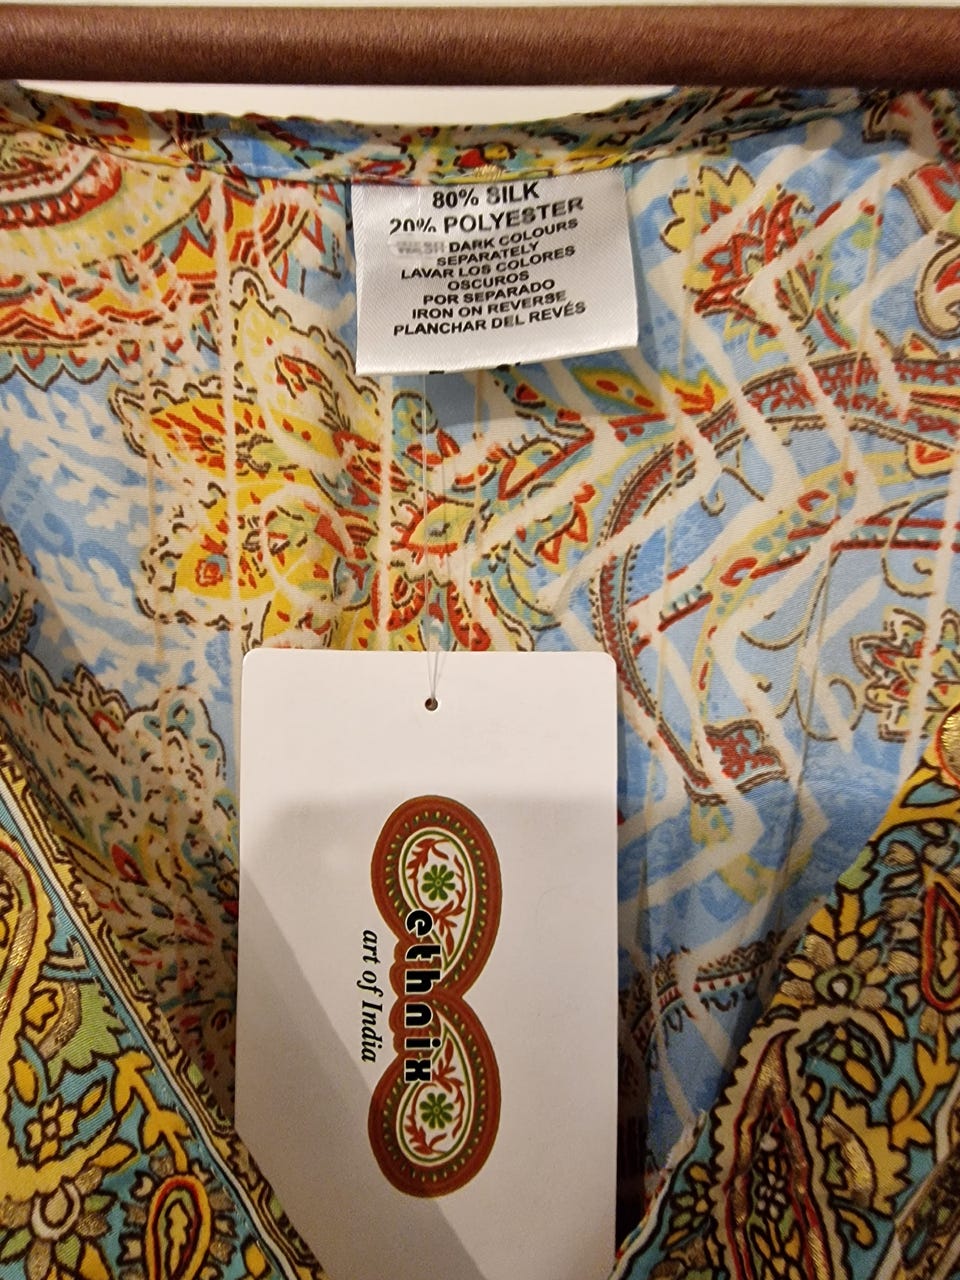 80% SILK
20% POLYESTER
WASH DARK COLOURS
SEPARATELY
LAVAR LOS COLORES
OSCUROS
POR SEPARADO
IRON ON REVERSE
PLANCHAR DEL REVÉS
ethnix
art of India